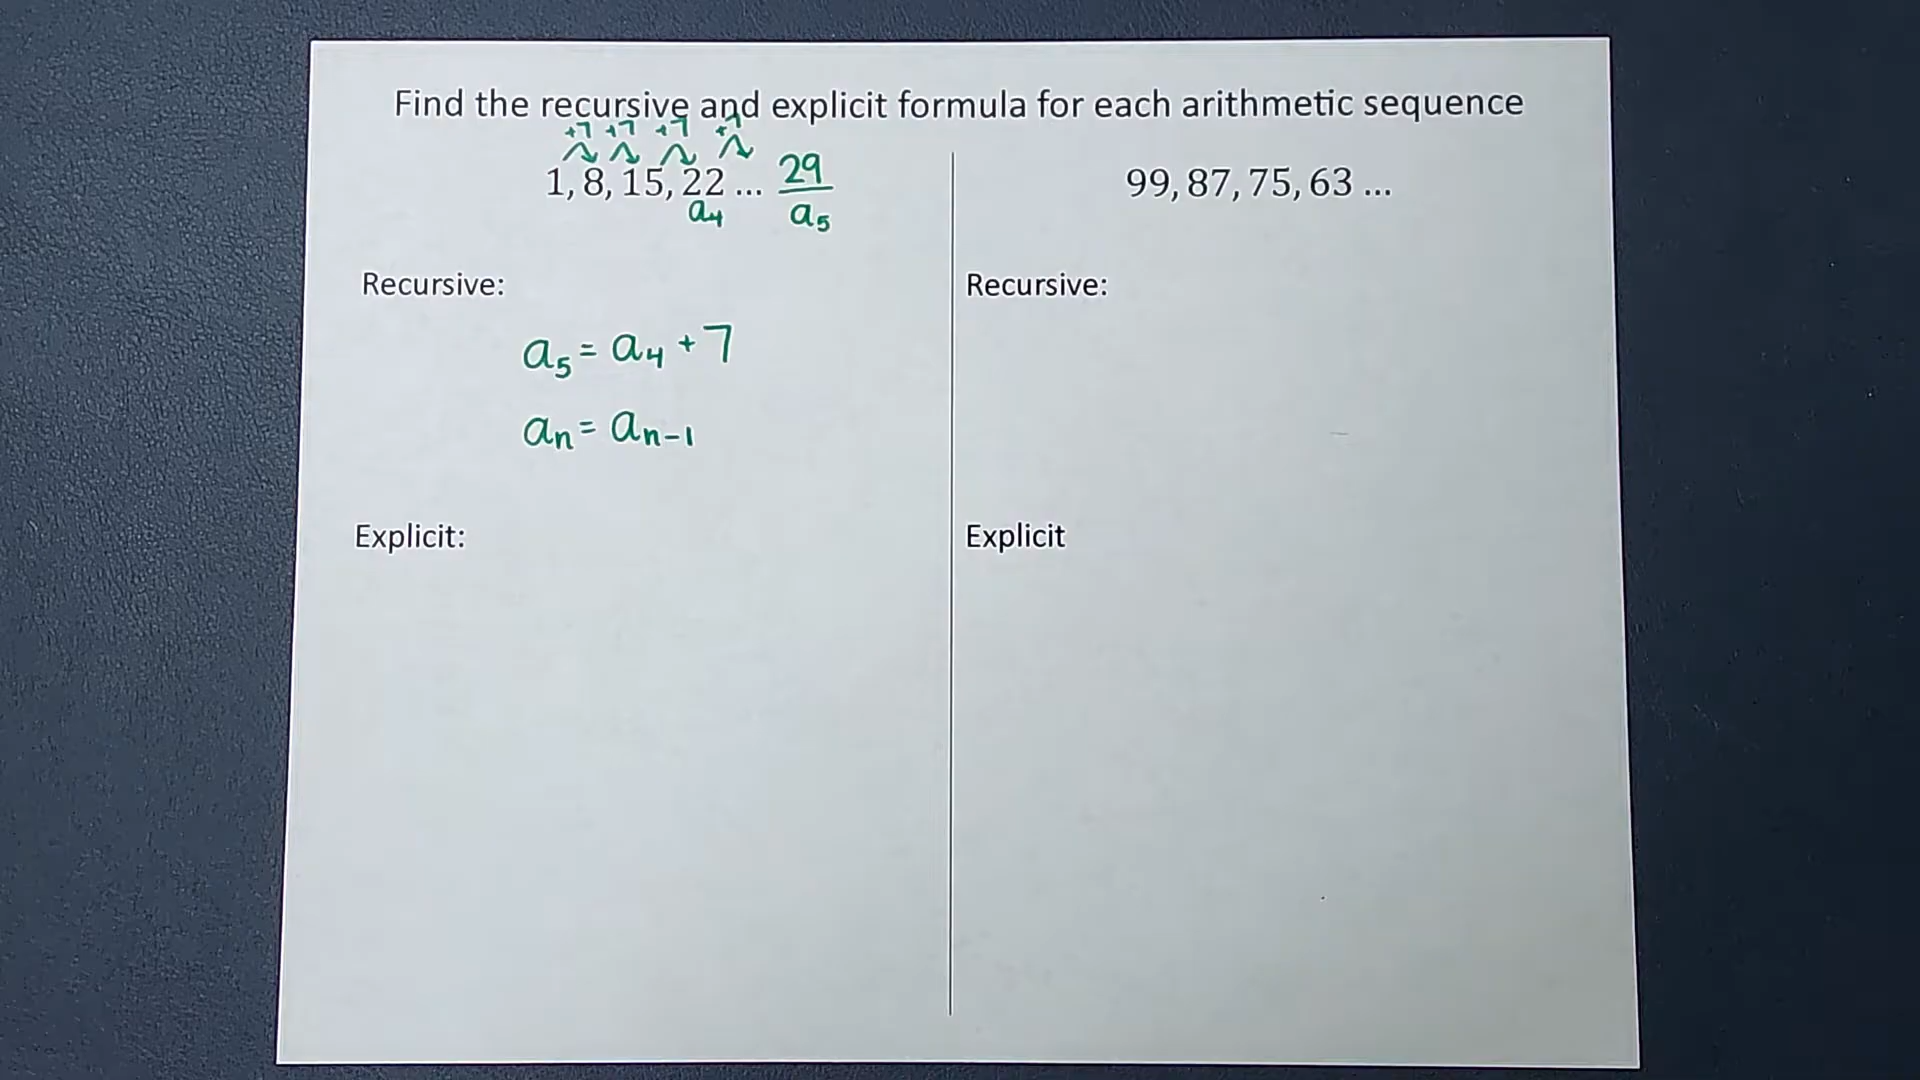 Find the recursive and explicit formula for each arithmetic sequence
+7 +7 +7 +7
1, 8, 15, 22 ... 29
a4 a5
Recursive:
a5 = a4 + 7
an = an-1
Explicit:
99, 87, 75, 63 ...
Recursive:
Explicit